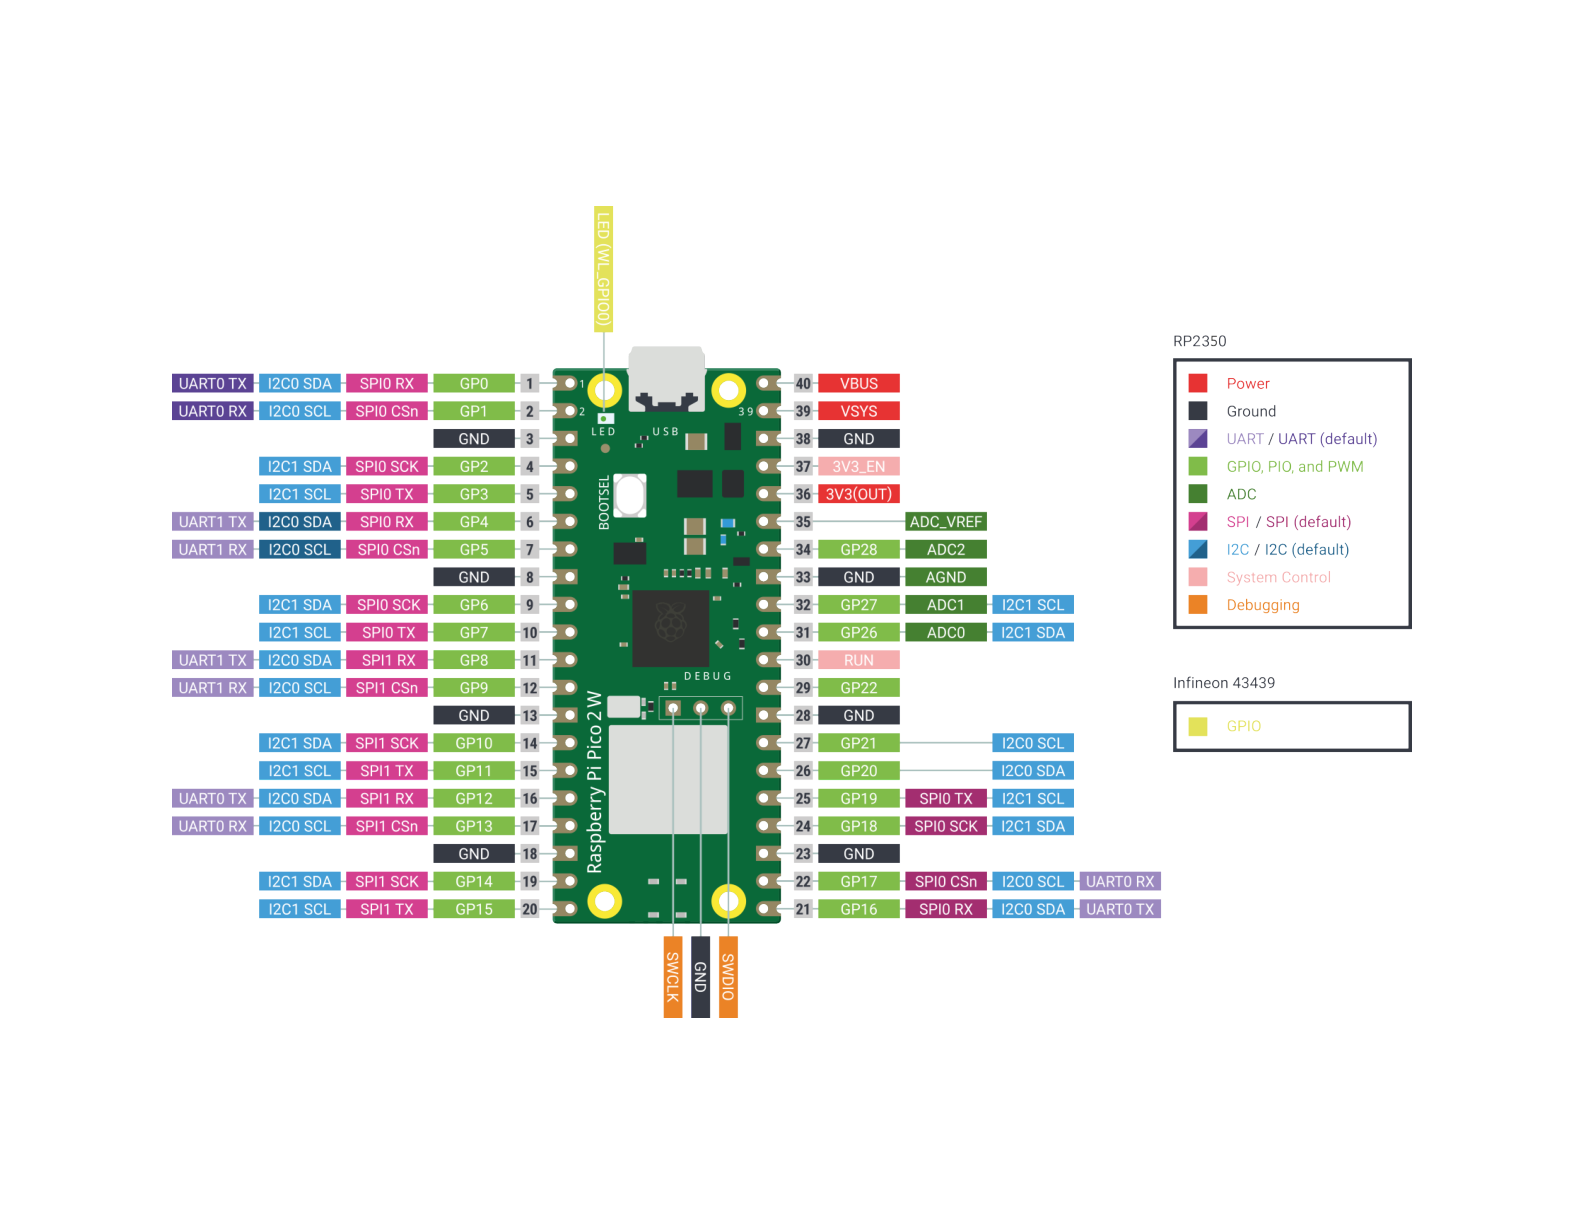 LED (WL_GPIO0)
UART0 TX I2C0 SDA SPI0 RX GP0 1 1 40 VBUS
UART0 RX I2C0 SCL SPI0 CSn GP1 2 2 39 39 VSYS
LED USB
GND 3 38 GND
I2C1 SDA SPI0 SCK GP2 4 37 3V3_EN
I2C1 SCL SPI0 TX GP3 5 36 3V3(OUT)
BOOTSEL
UART1 TX I2C0 SDA SPI0 RX GP4 6 35 ADC_VREF
UART1 RX I2C0 SCL SPI0 CSn GP5 7 34 GP28 ADC2
GND 8 33 GND AGND
I2C1 SDA SPI0 SCK GP6 9 32 GP27 ADC1 I2C1 SCL
I2C1 SCL SPI0 TX GP7 10 31 GP26 ADC0 I2C1 SDA
UART1 TX I2C0 SDA SPI1 RX GP8 11 30 RUN
DEBUG
UART1 RX I2C0 SCL SPI1 CSn GP9 12 29 GP22
GND 13 28 GND
I2C1 SDA SPI1 SCK GP10 14 27 GP21 I2C0 SCL
I2C1 SCL SPI1 TX GP11 15 26 GP20 I2C0 SDA
Raspberry Pi Pico 2 W
UART0 TX I2C0 SDA SPI1 RX GP12 16 25 GP19 SPI0 TX I2C1 SCL
UART0 RX I2C0 SCL SPI1 CSn GP13 17 24 GP18 SPI0 SCK I2C1 SDA
GND 18 23 GND
I2C1 SDA SPI1 SCK GP14 19 22 GP17 SPI0 CSn I2C0 SCL UART0 RX
I2C1 SCL SPI1 TX GP15 20 21 GP16 SPI0 RX I2C0 SDA UART0 TX
SWCLK
GND
SWDIO
RP2350
Power
Ground
UART / UART (default)
GPIO, PIO, and PWM
ADC
SPI / SPI (default)
I2C / I2C (default)
System Control
Debugging
Infineon 43439
GPIO